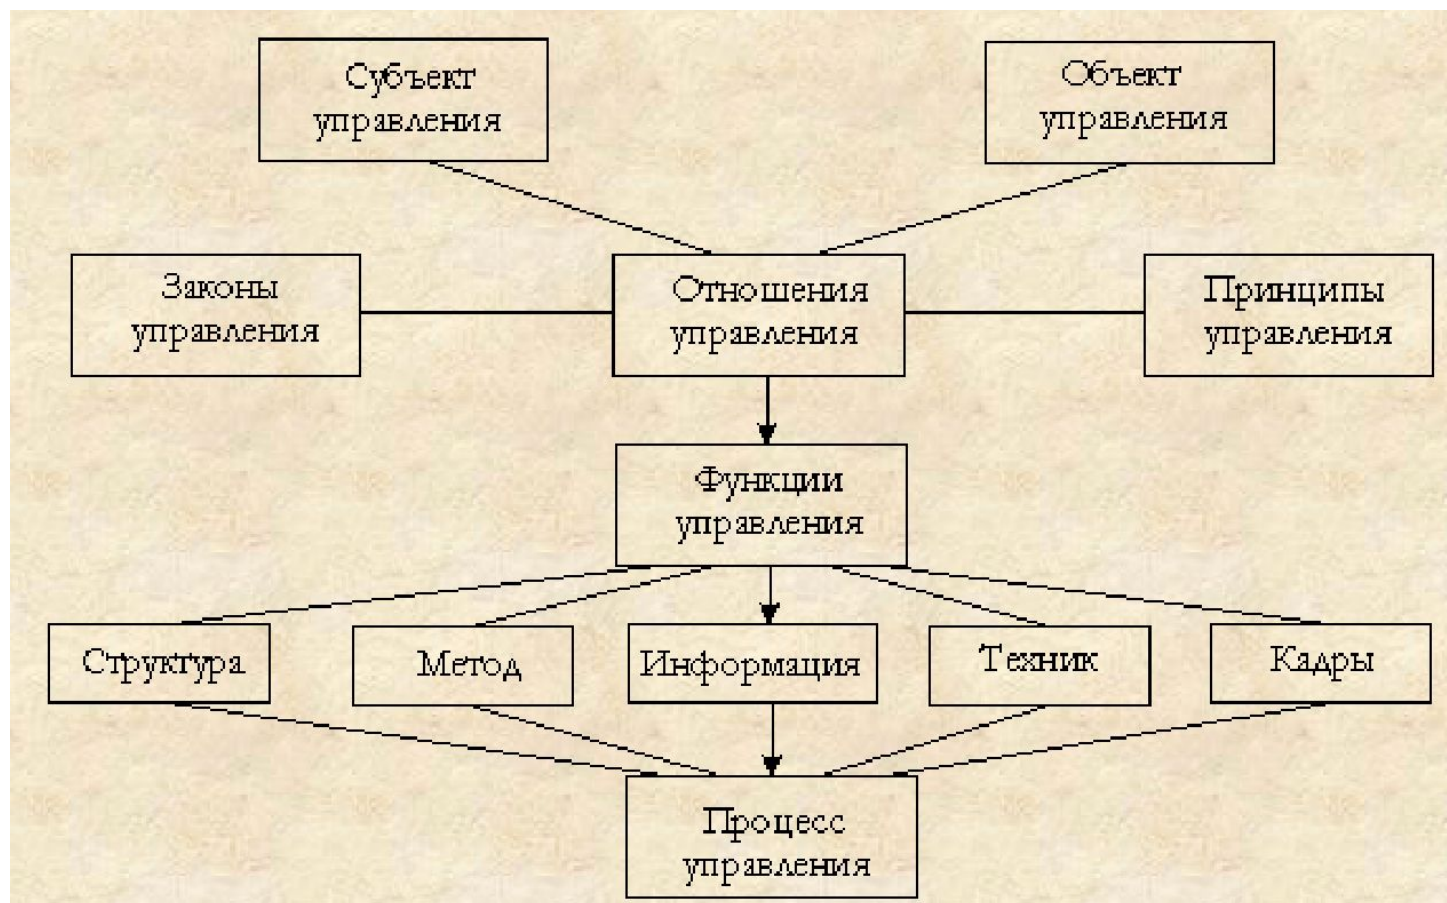 Субъект
управления
Объект
управления
Законы
управления
Отношения
управления
Принципы
управления
Функции
управления
Структура
Метод
Информация
Техник
Кадры
Процесс
управления